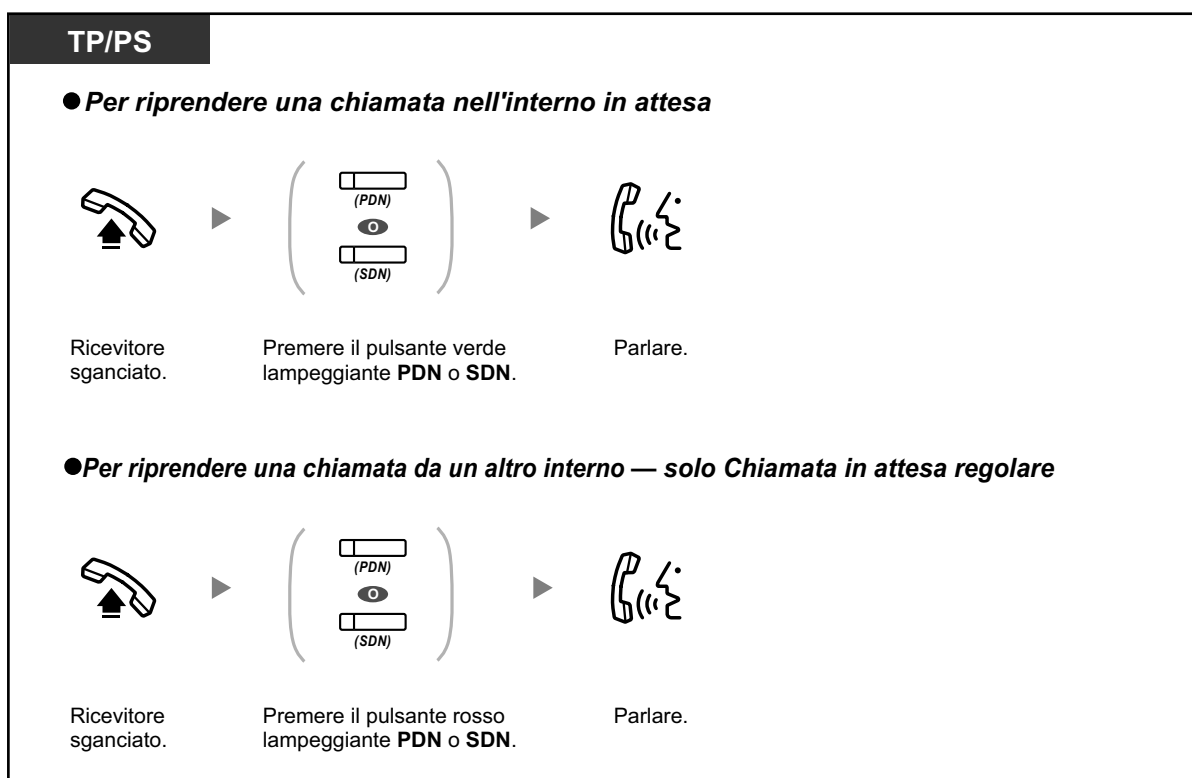 TP/PS
● Per riprendere una chiamata nell'interno in attesa
(PDN)
O
(SDN)
Ricevitore
sganciato.
Premere il pulsante verde
lampeggiante PDN o SDN.
Parlare.
●Per riprendere una chiamata da un altro interno — solo Chiamata in attesa regolare
(PDN)
O
(SDN)
Ricevitore
sganciato.
Premere il pulsante rosso
lampeggiante PDN o SDN.
Parlare.